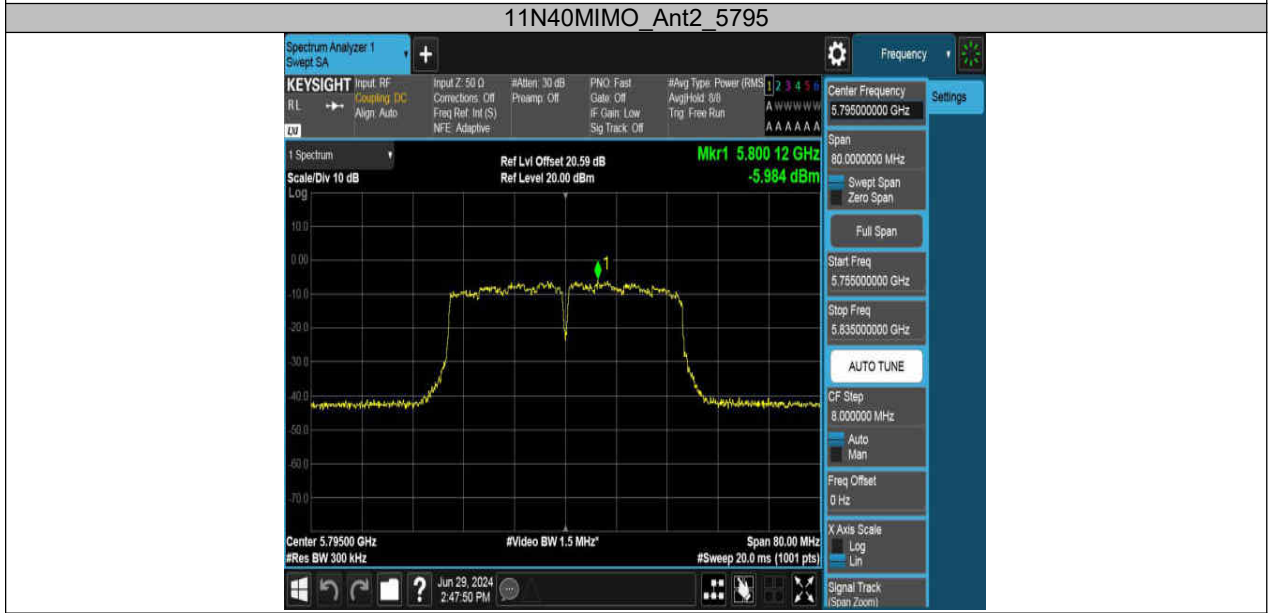 11N40MIMO_Ant2_5795
Spectrum Analyzer 1
Swept SA
+
Frequency
KEYSIGHT
RL
LXI
Input: RF
Coupling: DC
Align: Auto
Input Z: 50 Ω
Corrections: Off
Freq Ref: Int (S)
NFE: Adaptive
#Atten: 30 dB
Preamp: Off
PNO: Fast
Gate: Off
IF Gain: Low
Sig Track: Off
#Avg Type: Power (RMS
Avg|Hold: 8/8
Trig: Free Run
1 2 3 4 5 6
A W W W W W
A A A A A A
Center Frequency
5.795000000 GHz
Settings
Span
80.0000000 MHz
Swept Span
Zero Span
Full Span
Start Freq
5.755000000 GHz
Stop Freq
5.835000000 GHz
AUTO TUNE
CF Step
8.000000 MHz
Auto
Man
Freq Offset
0 Hz
X Axis Scale
Log
Lin
Signal Track
(Span Zoom)
1 Spectrum
Scale/Div 10 dB
Log
Ref Lvl Offset 20.59 dB
Ref Level 20.00 dBm
Mkr1 5.800 12 GHz
-5.984 dBm
10.0
0.00
-10.0
-20.0
-30.0
-40.0
-50.0
-60.0
-70.0
1
Center 5.79500 GHz
#Res BW 300 kHz
#Video BW 1.5 MHz*
Span 80.00 MHz
#Sweep 20.0 ms (1001 pts)
?
Jun 29, 2024
2:47:50 PM